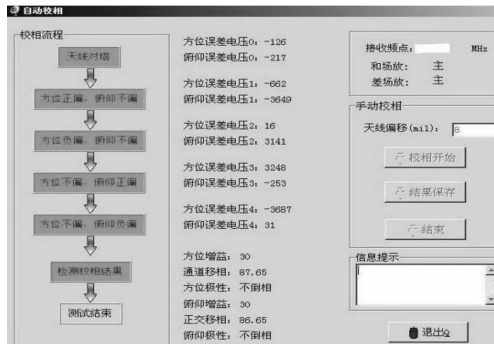 自动校相
校相流程
天线对塔
方位正偏，俯仰不偏
方位负偏，俯仰不偏
方位不偏，俯仰正偏
方位不偏，俯仰负偏
检测校相结果
测试结束
方位误差电压0: -126
俯仰误差电压0: -217
方位误差电压1: -662
俯仰误差电压1: -3649
方位误差电压2: 16
俯仰误差电压2: 3141
方位误差电压3: 3248
俯仰误差电压3: -253
方位误差电压4: -3687
俯仰误差电压4: 31
方位增益: 30
通道移相: 87.65
方位极性: 不倒相
俯仰增益: 30
正交移相: 86.65
俯仰极性: 不倒相
接收频点: MHz
和场放: 主
差场放: 主
手动校相
天线偏移(mil): 8
校相开始
结果保存
结束
信息提示
退出Q